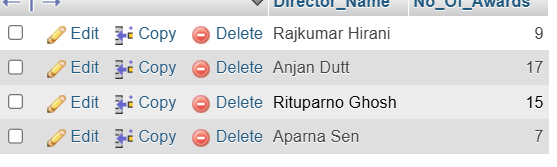 Director_Name No_Of_Awards
Edit Copy Delete Rajkumar Hirani 9
Edit Copy Delete Anjan Dutt 17
Edit Copy Delete Rituparno Ghosh 15
Edit Copy Delete Aparna Sen 7